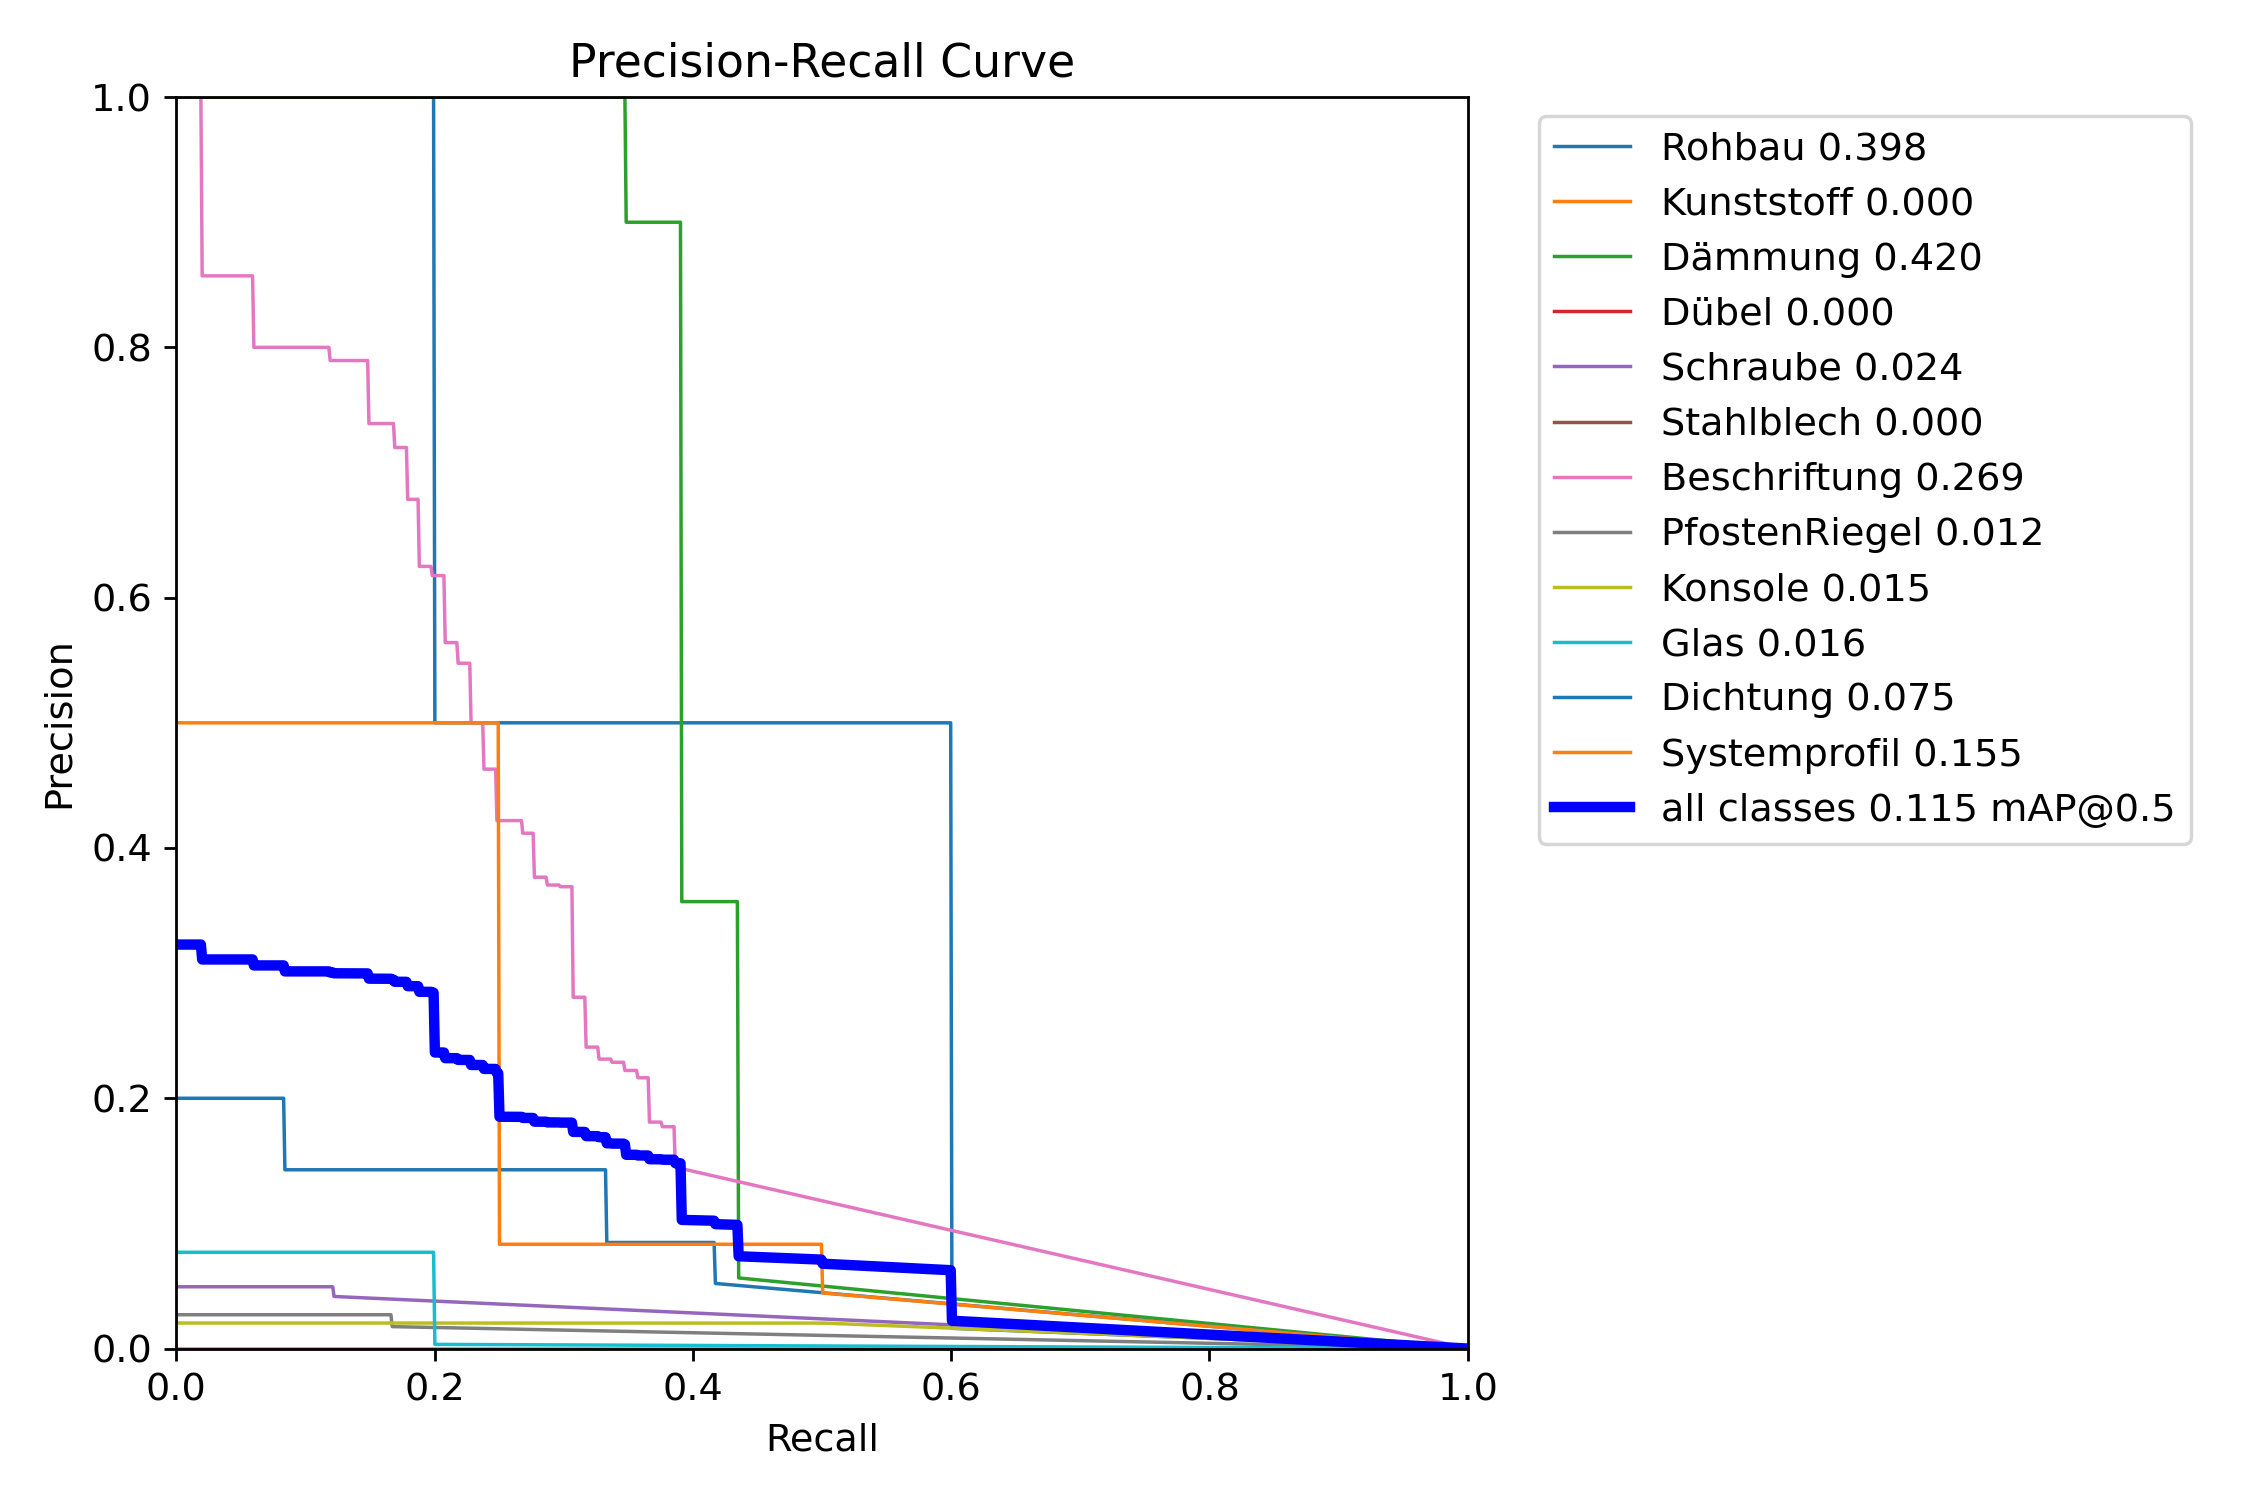 Precision-Recall Curve
1.0
0.8
0.6
0.4
0.2
0.0
Precision
0.0 0.2 0.4 0.6 0.8 1.0
Recall
Rohbau 0.398
Kunststoff 0.000
Dämmung 0.420
Dübel 0.000
Schraube 0.024
Stahlblech 0.000
Beschriftung 0.269
PfostenRiegel 0.012
Konsole 0.015
Glas 0.016
Dichtung 0.075
Systemprofil 0.155
all classes 0.115 mAP@0.5